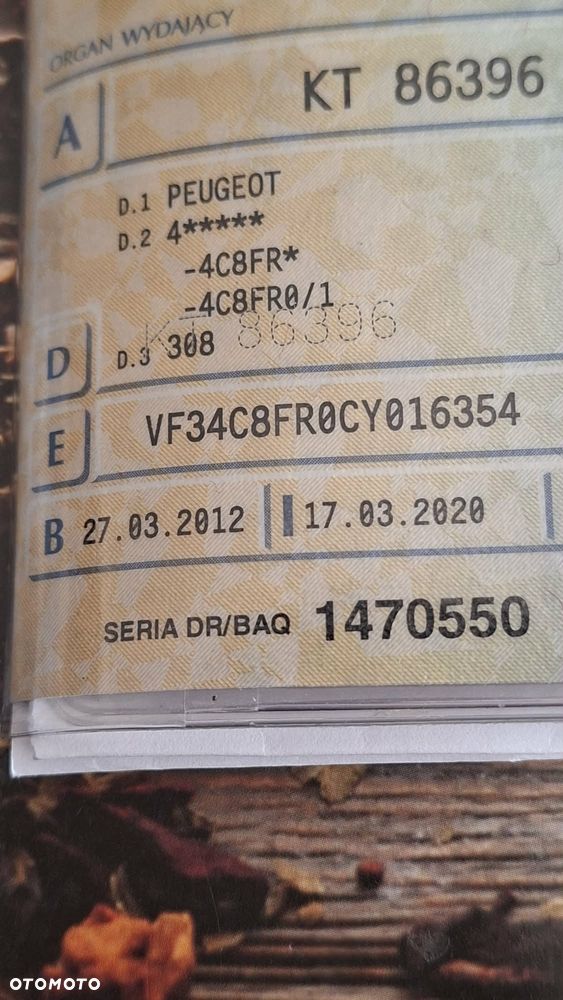 ORGAN WYDAJĄCY
A KT 86396
D.1 PEUGEOT
D.2 4*****
-4C8FR*
-4C8FR0/1
KT 86396
D D.3 308
E VF34C8FR0CY016354
B 27.03.2012 I 17.03.2020
SERIA DR/BAQ 1470550
OTOMOTO